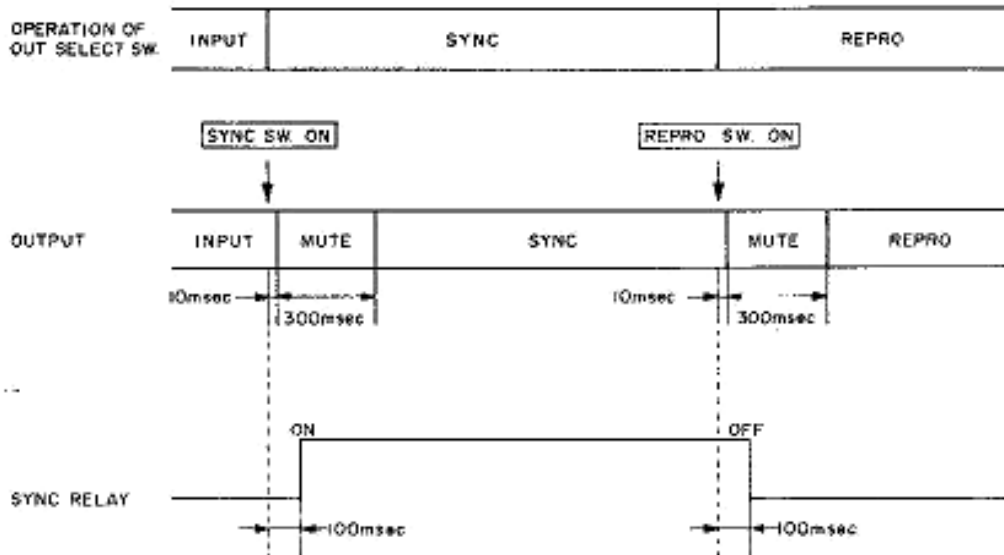 OPERATION OF
OUT SELECT SW.
INPUT SYNC REPRO
SYNC SW. ON REPRO SW. ON
OUTPUT INPUT MUTE SYNC MUTE REPRO
10msec 10msec
300msec 300msec
ON OFF
SYNC RELAY
100msec 100msec